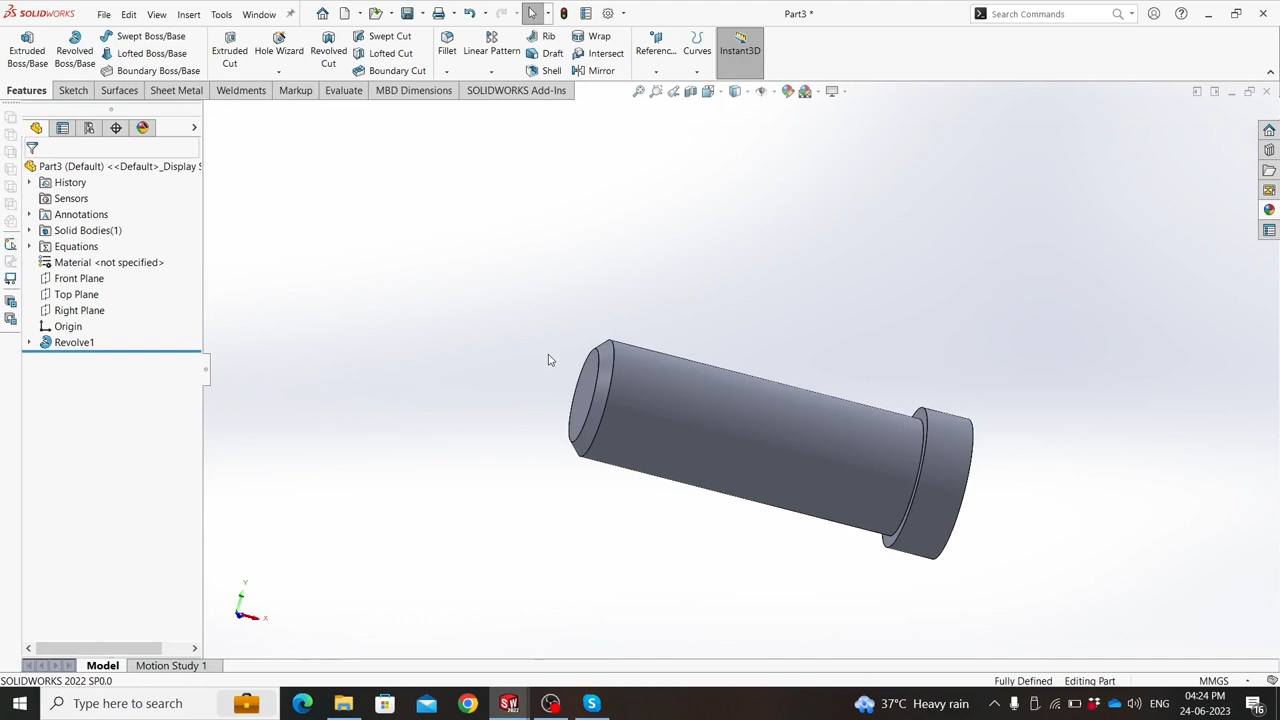 SOLIDWORKS File Edit View Insert Tools Window Part3 * Search Commands
Extruded Boss/Base
Revolved Boss/Base
Swept Boss/Base
Lofted Boss/Base
Boundary Boss/Base
Extruded Cut
Hole Wizard
Revolved Cut
Swept Cut
Lofted Cut
Boundary Cut
Fillet
Linear Pattern
Rib
Draft
Shell
Wrap
Intersect
Mirror
Referenc...
Curves
Instant3D
Features Sketch Surfaces Sheet Metal Weldments Markup Evaluate MBD Dimensions SOLIDWORKS Add-Ins
Part3 (Default) <<Default>_Display S
History
Sensors
Annotations
Solid Bodies(1)
Equations
Material <not specified>
Front Plane
Top Plane
Right Plane
Origin
Revolve1
Y
X
Model Motion Study 1
SOLIDWORKS 2022 SP0.0 Fully Defined Editing Part MMGS
Type here to search
SW
2022
37°C Heavy rain
ENG
04:24 PM
24-06-2023
16